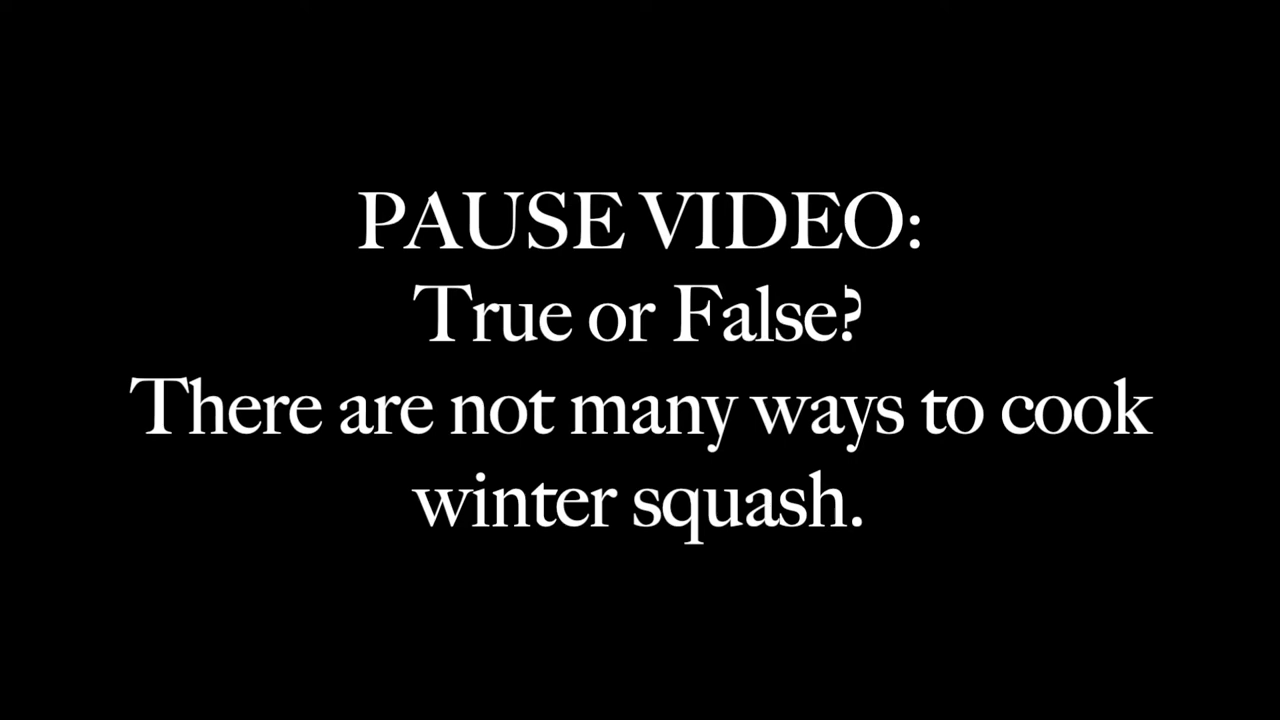 PAUSE VIDEO:
True or False?
There are not many ways to cook
winter squash.